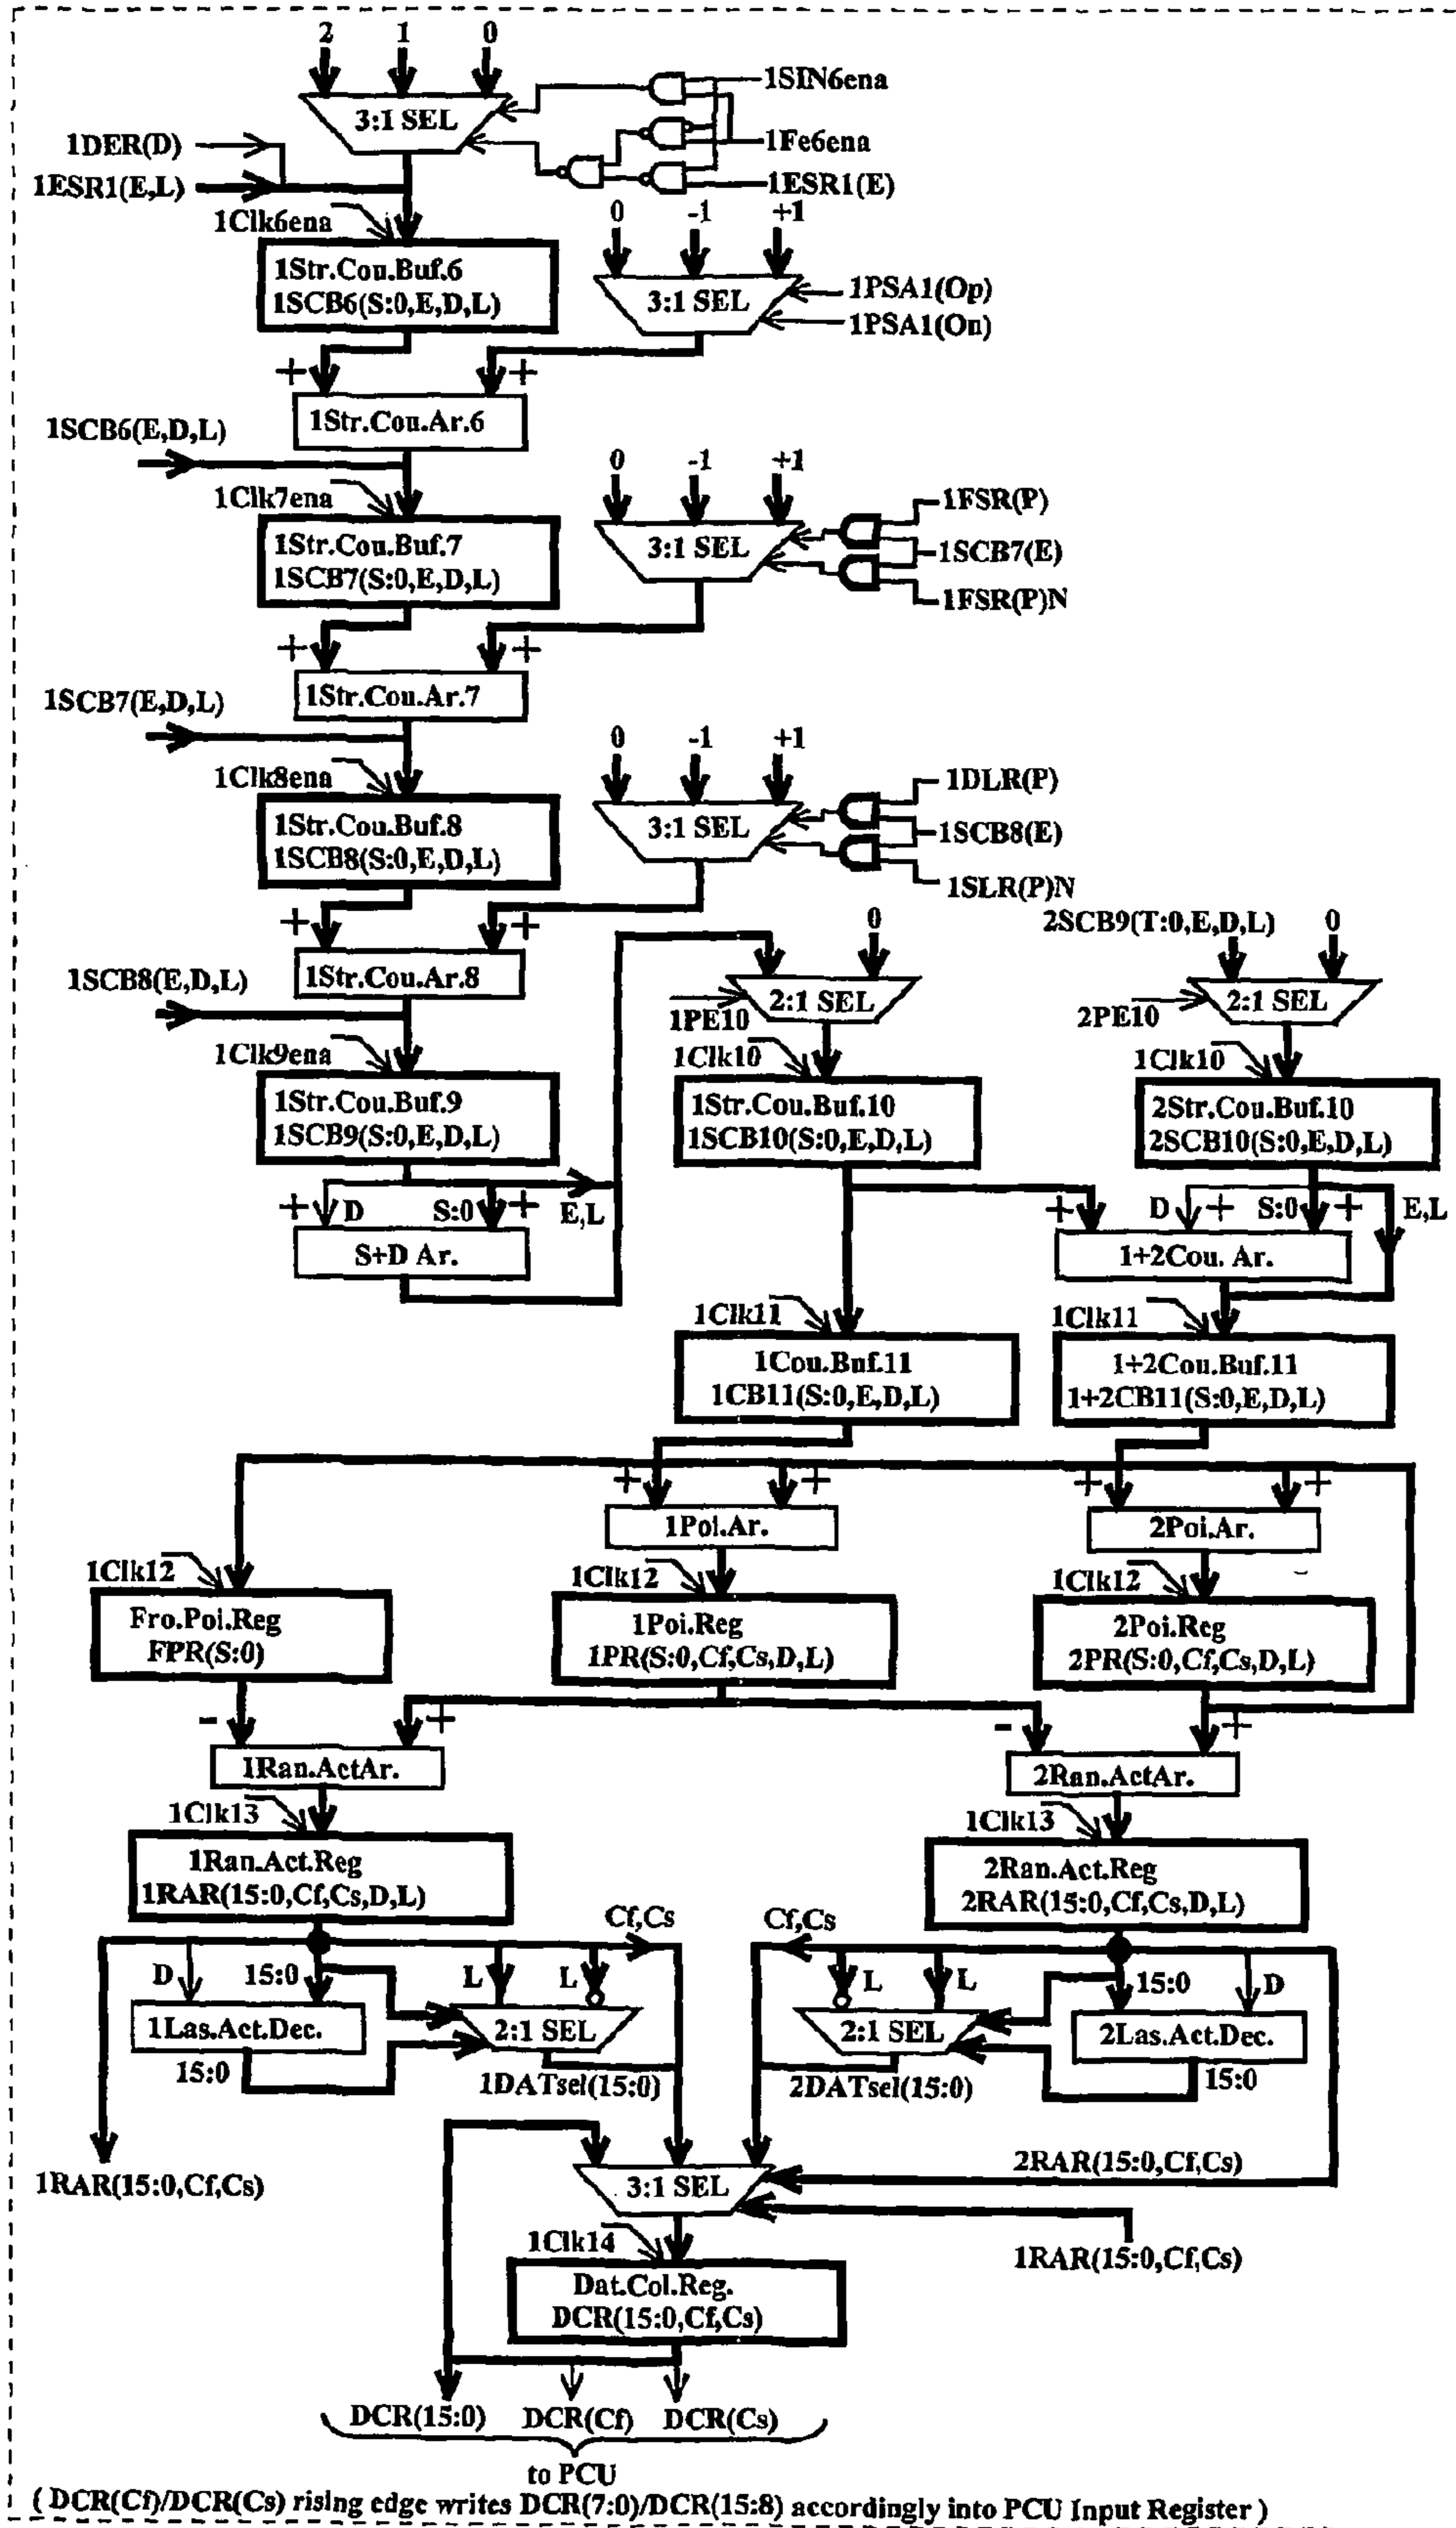 2 1 0
1SIN6ena
3:1 SEL
1DER(D)
1Fe6ena
1ESR1(E,L)
1ESR1(E)
1Clk6ena
0 -1 +1
1Str.Cou.Buf.6
1SCB6(S:0,E,D,L)
3:1 SEL
1PSA1(Op)
1PSA1(On)
+ +
1Str.Cou.Ar.6
1SCB6(E,D,L)
0 -1 +1
1Clk7ena
1FSR(P)
1Str.Cou.Buf.7
1SCB7(S:0,E,D,L)
3:1 SEL
1SCB7(E)
1FSR(P)N
+ +
1Str.Cou.Ar.7
1SCB7(E,D,L)
0 -1 +1
1Clk8ena
1DLR(P)
1Str.Cou.Buf.8
1SCB8(S:0,E,D,L)
3:1 SEL
1SCB8(E)
1SLR(P)N
+ +
0
2SCB9(T:0,E,D,L) 0
1Str.Cou.Ar.8
1SCB8(E,D,L)
2:1 SEL
2:1 SEL
1PE10
2PE10
1Clk9ena
1Clk10
1Clk10
1Str.Cou.Buf.9
1SCB9(S:0,E,D,L)
1Str.Cou.Buf.10
1SCB10(S:0,E,D,L)
2Str.Cou.Buf.10
2SCB10(S:0,E,D,L)
+ D S:0 + E,L
+ D + S:0 + E,L
S+D Ar.
1+2Cou. Ar.
1Clk11
1Clk11
1Cou.Buf.11
1CB11(S:0,E,D,L)
1+2Cou.Buf.11
1+2CB11(S:0,E,D,L)
+ + + +
1Poi.Ar.
2Poi.Ar.
1Clk12
1Clk12
1Clk12
Fro.Poi.Reg
FPR(S:0)
1Poi.Reg
1PR(S:0,Cf,Cs,D,L)
2Poi.Reg
2PR(S:0,Cf,Cs,D,L)
- + - +
1Ran.ActAr.
2Ran.ActAr.
1Clk13
1Clk13
1Ran.Act.Reg
1RAR(15:0,Cf,Cs,D,L)
2Ran.Act.Reg
2RAR(15:0,Cf,Cs,D,L)
Cf,Cs
Cf,Cs
D 15:0 L L
L L 15:0 D
1Las.Act.Dec.
2:1 SEL
2:1 SEL
2Las.Act.Dec.
15:0
1DATsel(15:0)
2DATsel(15:0)
15:0
1RAR(15:0,Cf,Cs)
3:1 SEL
2RAR(15:0,Cf,Cs)
1Clk14
1RAR(15:0,Cf,Cs)
Dat.Col.Reg.
DCR(15:0,Cf,Cs)
DCR(15:0) DCR(Cf) DCR(Cs)
to PCU
( DCR(Cf)/DCR(Cs) rising edge writes DCR(7:0)/DCR(15:8) accordingly into PCU Input Register )